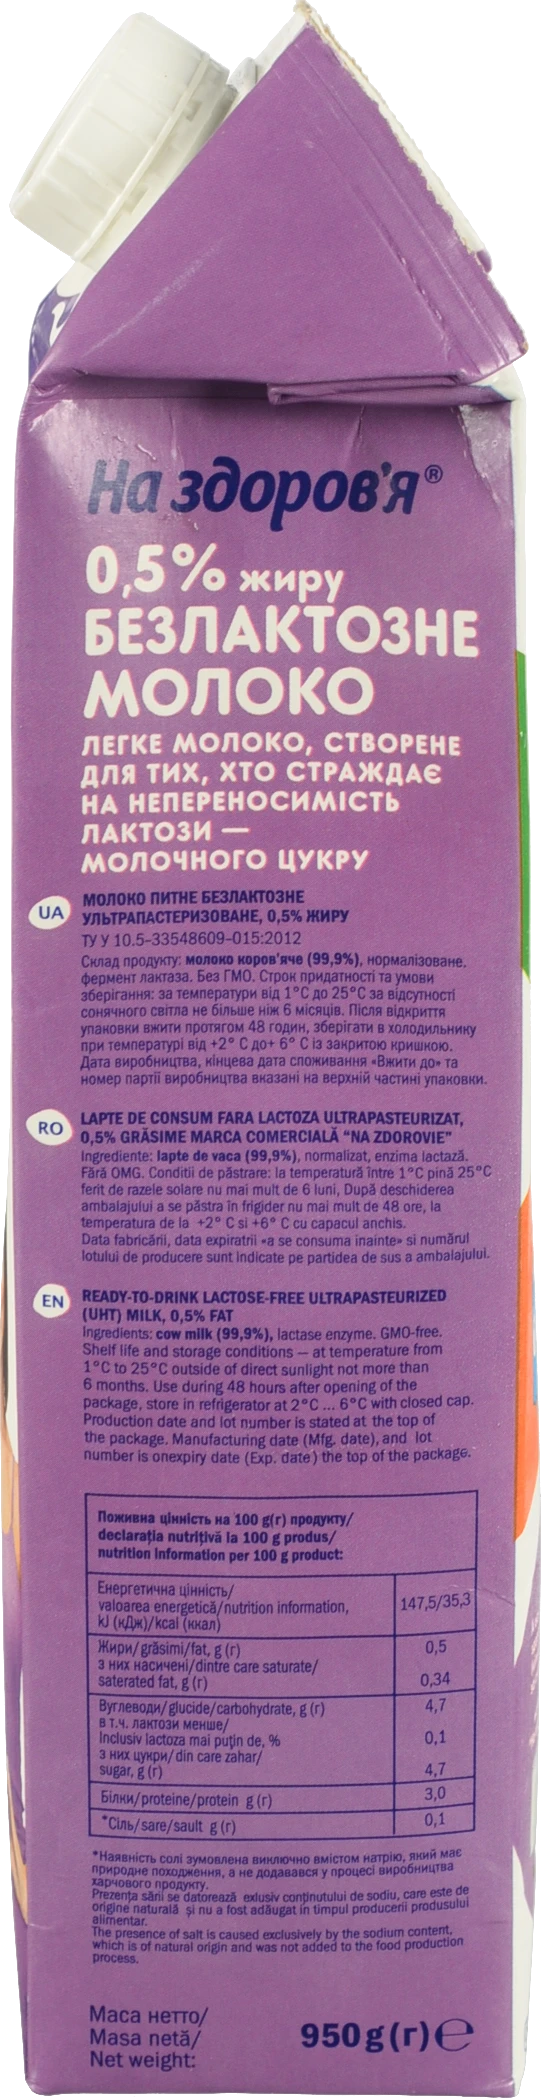 На здоров'я®
0,5% жиру
БЕЗЛАКТОЗНЕ
МОЛОКО
ЛЕГКЕ МОЛОКО, СТВОРЕНЕ
ДЛЯ ТИХ, ХТО СТРАЖДАЄ
НА НЕПЕРЕНОСИМІСТЬ
ЛАКТОЗИ —
МОЛОЧНОГО ЦУКРУ
UA
МОЛОКО ПИТНЕ БЕЗЛАКТОЗНЕ
УЛЬТРАПАСТЕРИЗОВАНЕ, 0,5% ЖИРУ
ТУ У 10.5-33548609-015:2012
Склад продукту: молоко коров'яче (99,9%), нормалізоване,
фермент лактаза. Без ГМО. Строк придатності та умови
зберігання: за температури від 1°С до 25°С за відсутності
сонячного світла не більше ніж 6 місяців. Після відкриття
упаковки вжити протягом 48 годин, зберігати в холодильнику
при температурі від +2° С до+ 6° С із закритою кришкою.
Дата виробництва, кінцева дата споживання «Вжити до» та
номер партії виробництва вказані на верхній частині упаковки.
RO
LAPTE DE CONSUM FARA LACTOZA ULTRAPASTEURIZAT,
0,5% GRĂSIME MARCA COMERCIALĂ "NA ZDOROVIE"
Ingrediente: lapte de vaca (99,9%), normalizat, enzima lactază.
Fără OMG. Conditii de păstrare: la temperatură între 1°C pină 25°C
ferit de razele solare nu mai mult de 6 luni, După deschiderea
ambalajului a se păstra în frigider nu mai mult de 48 ore, la
temperatura de la +2° C si +6° C cu capacul anchis.
Data fabricării, data expiratrii «a se consuma inainte» si numărul
lotului de producere sunt indicate pe partidea de sus a ambalajului.
EN
READY-TO-DRINK LACTOSE-FREE ULTRAPASTEURIZED
(UHT) MILK, 0,5% FAT
Ingredients: cow milk (99,9%), lactase enzyme. GMO-free.
Shelf life and storage conditions — at temperature from
1°C to 25°C outside of direct sunlight not more than
6 months. Use during 48 hours after opening of the
package, store in refrigerator at 2°C ... 6°C with closed cap.
Production date and lot number is stated at the top of
the package. Manufacturing date (Mfg. date), and lot
number is onexpiry date (Exp. date) the top of the package.
Поживна цінність на 100 g(г) продукту/
declarația nutritivă la 100 g produs/
nutrition information per 100 g product:
Енергетична цінність/
valoarea energetică/nutrition information,
kJ (кДж)/kcal (ккал) 147,5/35,3
Жири/grăsimi/fat, g (г) 0,5
з них насичені/dintre care saturate/
saterated fat, g (г) 0,34
Вуглеводи/glucide/carbohydrate, g (г) 4,7
в т.ч. лактози менше/
Inclusiv lactoza mai puțin de, % 0,1
з них цукри/din care zahar/
sugar, g (г) 4,7
Білки/proteine/protein g (г) 3,0
*Сіль/sare/sault g (г) 0,1
*Наявність солі зумовлена виключно вмістом натрію, який має
природне походження, а не додавався у процесі виробництва
харчового продукту.
Prezența sării se datorează exlusiv conținutului de sodiu, care este de
origine naturală și nu a fost adăugat în timpul producerii produsului
alimentar.
The presence of salt is caused exclusively by the sodium content,
which is of natural origin and was not added to the food production
process.
Маса нетто/
Masa netă/
Net weight:
950g(г)℮